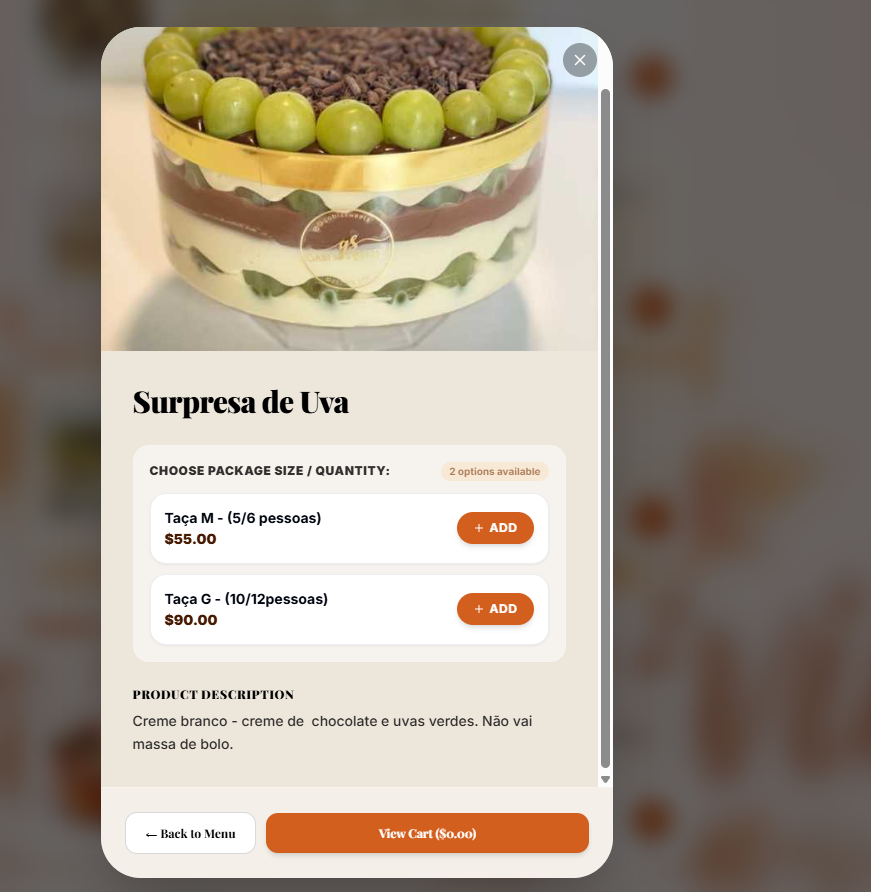 gs
Surpresa de Uva
CHOOSE PACKAGE SIZE / QUANTITY:
2 options available
Taça M - (5/6 pessoas)
$55.00
+ ADD
Taça G - (10/12pessoas)
$90.00
+ ADD
PRODUCT DESCRIPTION
Creme branco - creme de  chocolate e uvas verdes. Não vai
massa de bolo.
← Back to Menu
View Cart ($0.00)